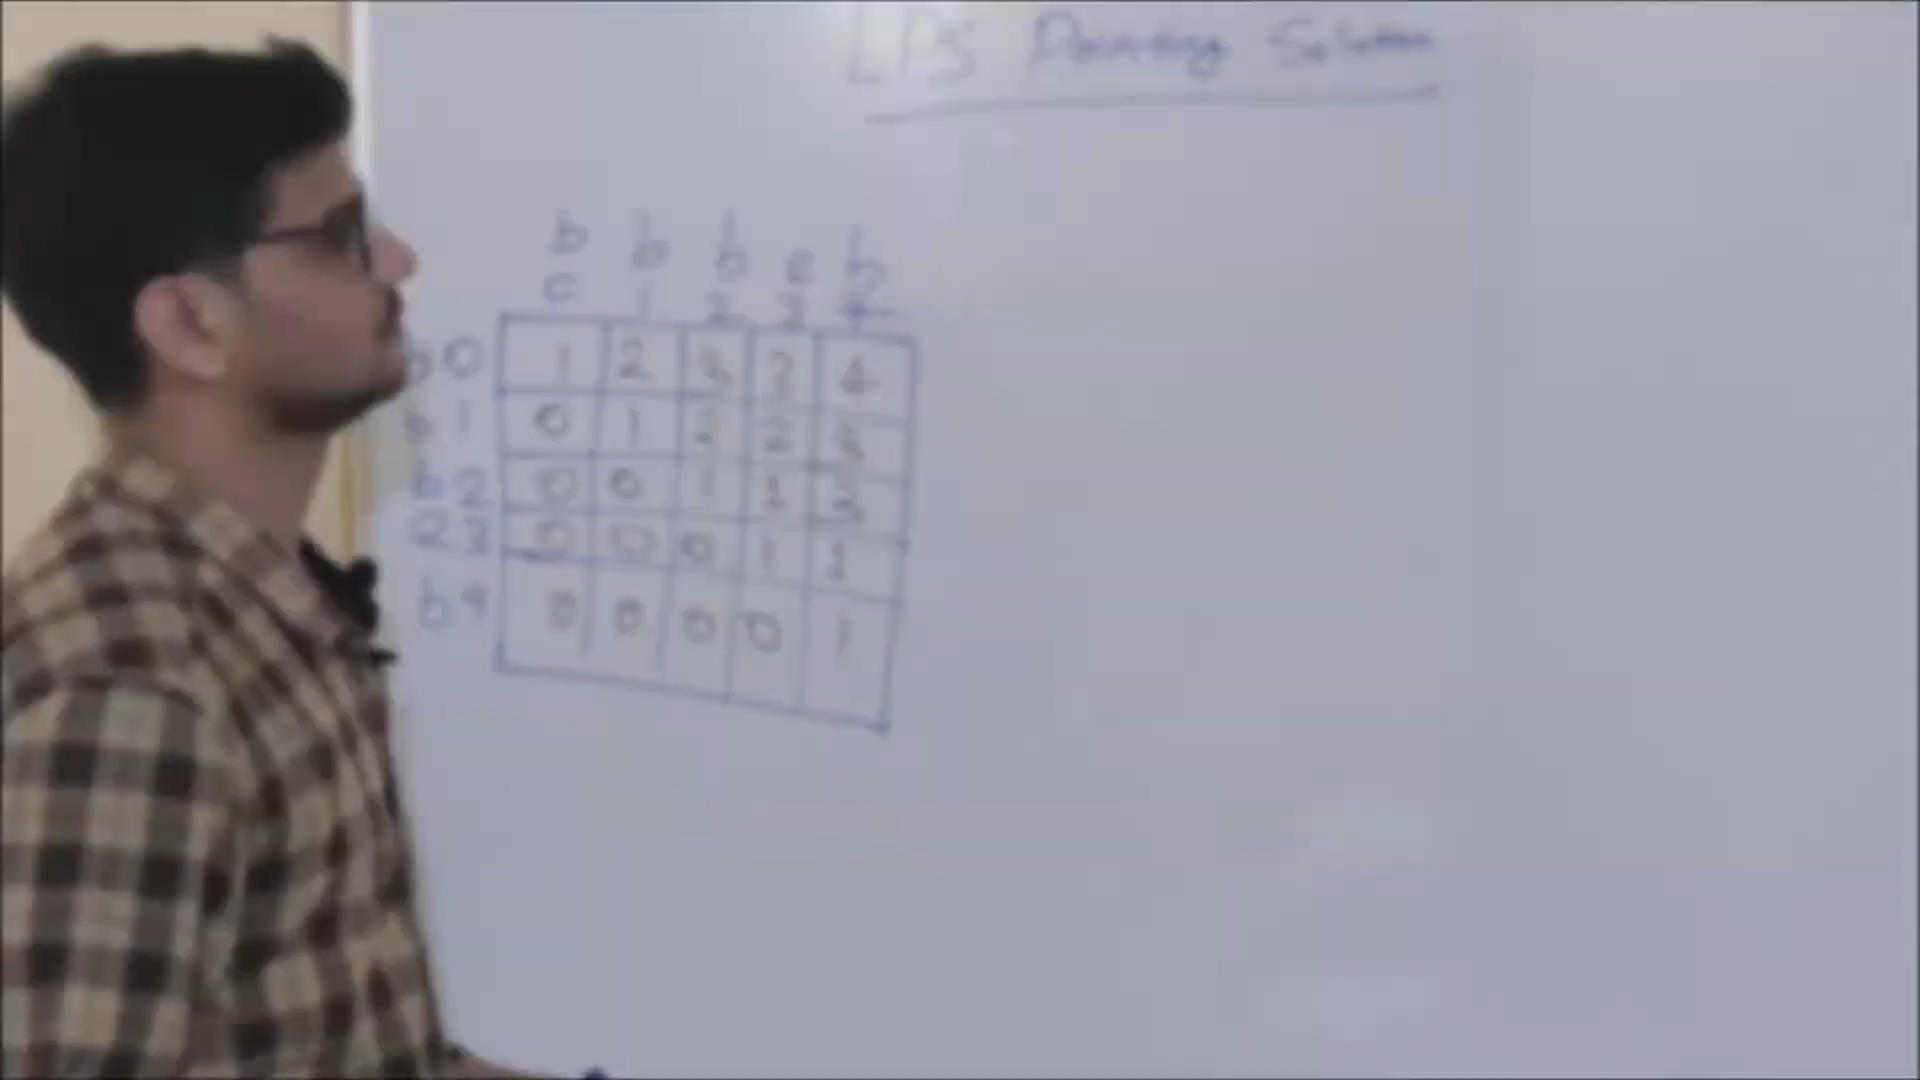 LPS Printing Solution
b b b a b
0 1 2 3 4
b 0 1 2 3 3 4
b 1 0 1 2 2 3
b 2 0 0 1 1 2
a 3 0 0 0 1 1
b 4 0 0 0 0 1